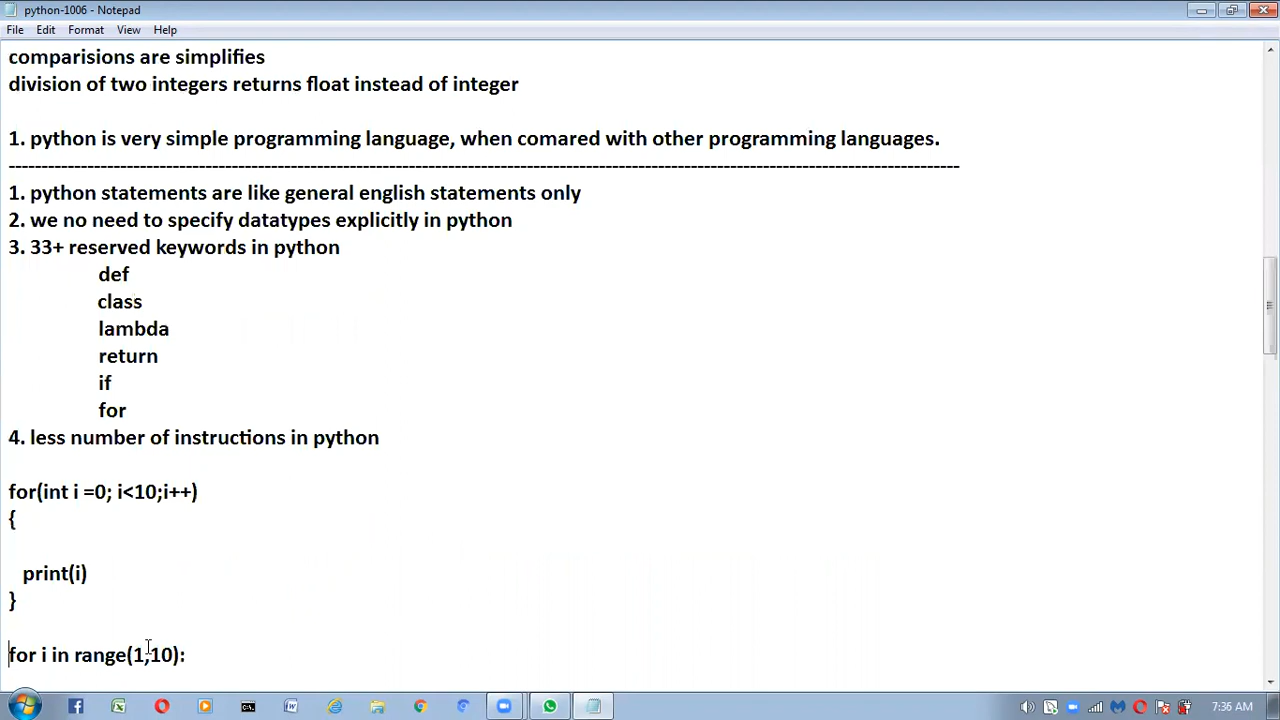 python-1006 - Notepad
File Edit Format View Help
comparisions are simplifies
division of two integers returns float instead of integer
1. python is very simple programming language, when comared with other programming languages.
-----------------------------------------------------------------------------------------------------------------------------------------------
1. python statements are like general english statements only
2. we no need to specify datatypes explicitly in python
3. 33+ reserved keywords in python
def
class
lambda
return
if
for
4. less number of instructions in python
for(int i =0; i<10;i++)
{
print(i)
}
for i in range(1,10):
7:36 AM